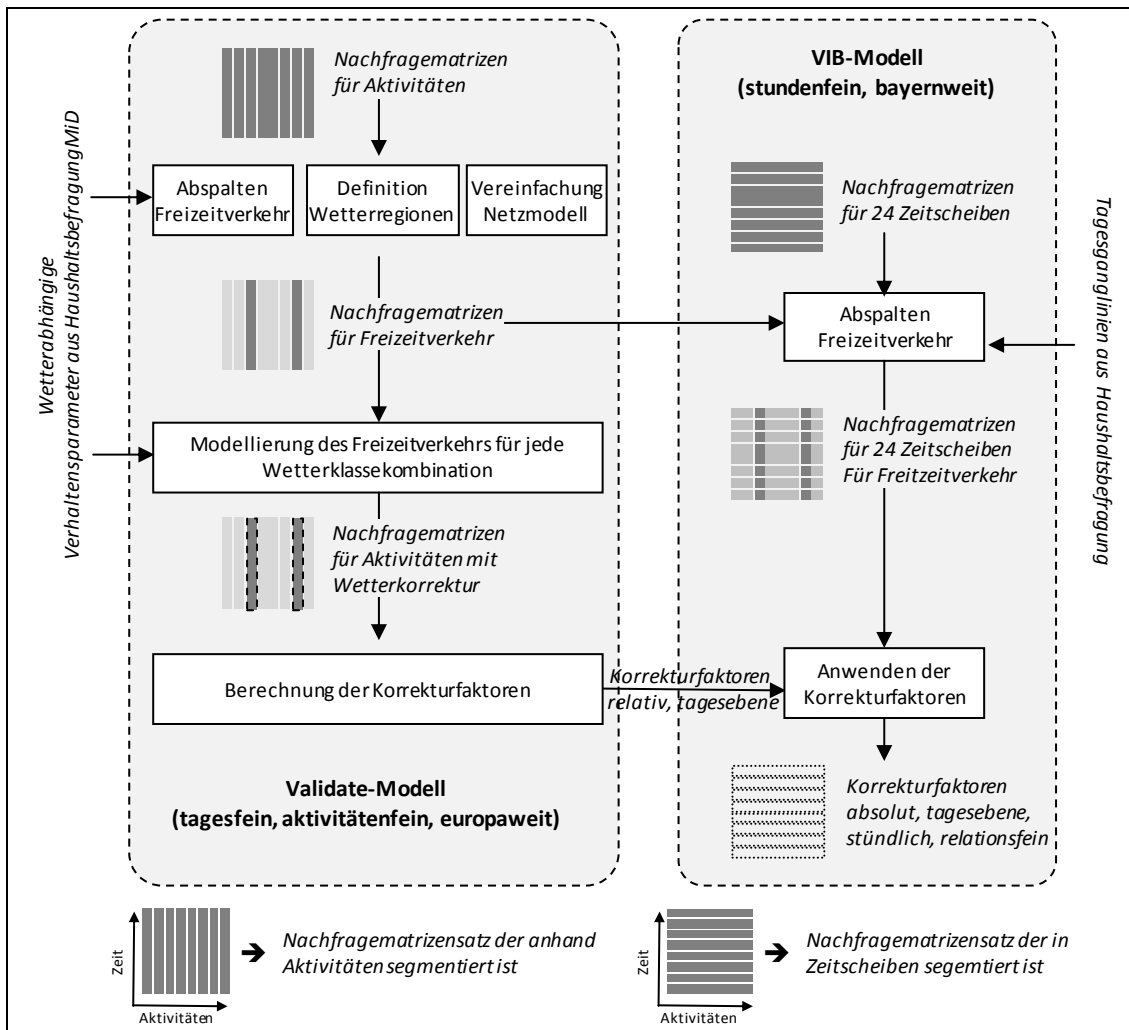 Wetterabhängige
Verhaltensparameter aus HaushaltsbefragungMiD
Nachfragematrizen
für Aktivitäten
Abspalten
Freizeitverkehr
Definition
Wetterregionen
Vereinfachung
Netzmodell
Nachfragematrizen
für Freizeitverkehr
Modellierung des Freizeitverkehrs für jede
Wetterklassekombination
Nachfragematrizen
für Aktivitäten mit
Wetterkorrektur
Berechnung der Korrekturfaktoren
Korrekturfaktoren
relativ, tagesebene
Validate-Modell
(tagesfein, aktivitätenfein, europaweit)
VIB-Modell
(stundenfein, bayernweit)
Nachfragematrizen
für 24 Zeitscheiben
Abspalten
Freizeitverkehr
Nachfragematrizen
für 24 Zeitscheiben
Für Freitzeitverkehr
Anwenden der
Korrekturfaktoren
Korrekturfaktoren
absolut, tagesebene,
stündlich, relationsfein
Tagesganglinien aus Haushaltsbefragung
Zeit
Aktivitäten
Nachfragematrizensatz der anhand
Aktivitäten segmentiert ist
Zeit
Aktivitäten
Nachfragematrizensatz der in
Zeitscheiben segemtiert ist